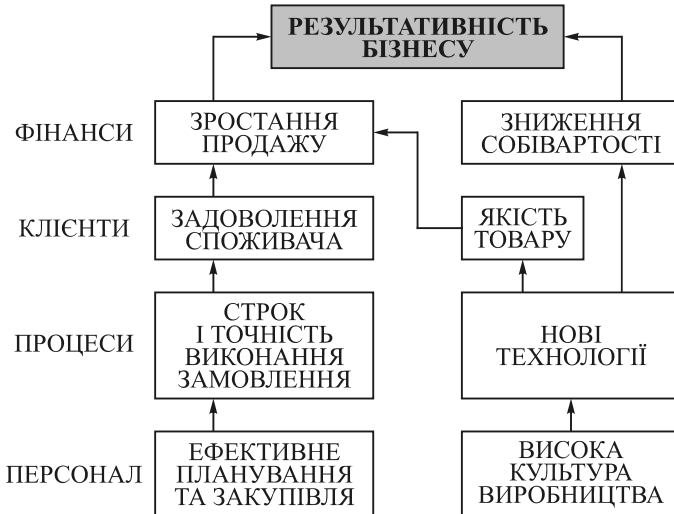 РЕЗУЛЬТАТИВНІСТЬ
БІЗНЕСУ
ФІНАНСИ
ЗРОСТАННЯ
ПРОДАЖУ
ЗНИЖЕННЯ
СОБІВАРТОСТІ
КЛІЄНТИ
ЗАДОВОЛЕННЯ
СПОЖИВАЧА
ЯКІСТЬ
ТОВАРУ
ПРОЦЕСИ
СТРОК
І ТОЧНІСТЬ
ВИКОНАННЯ
ЗАМОВЛЕННЯ
НОВІ
ТЕХНОЛОГІЇ
ПЕРСОНАЛ
ЕФЕКТИВНЕ
ПЛАНУВАННЯ
ТА ЗАКУПІВЛЯ
ВИСОКА
КУЛЬТУРА
ВИРОБНИЦТВА